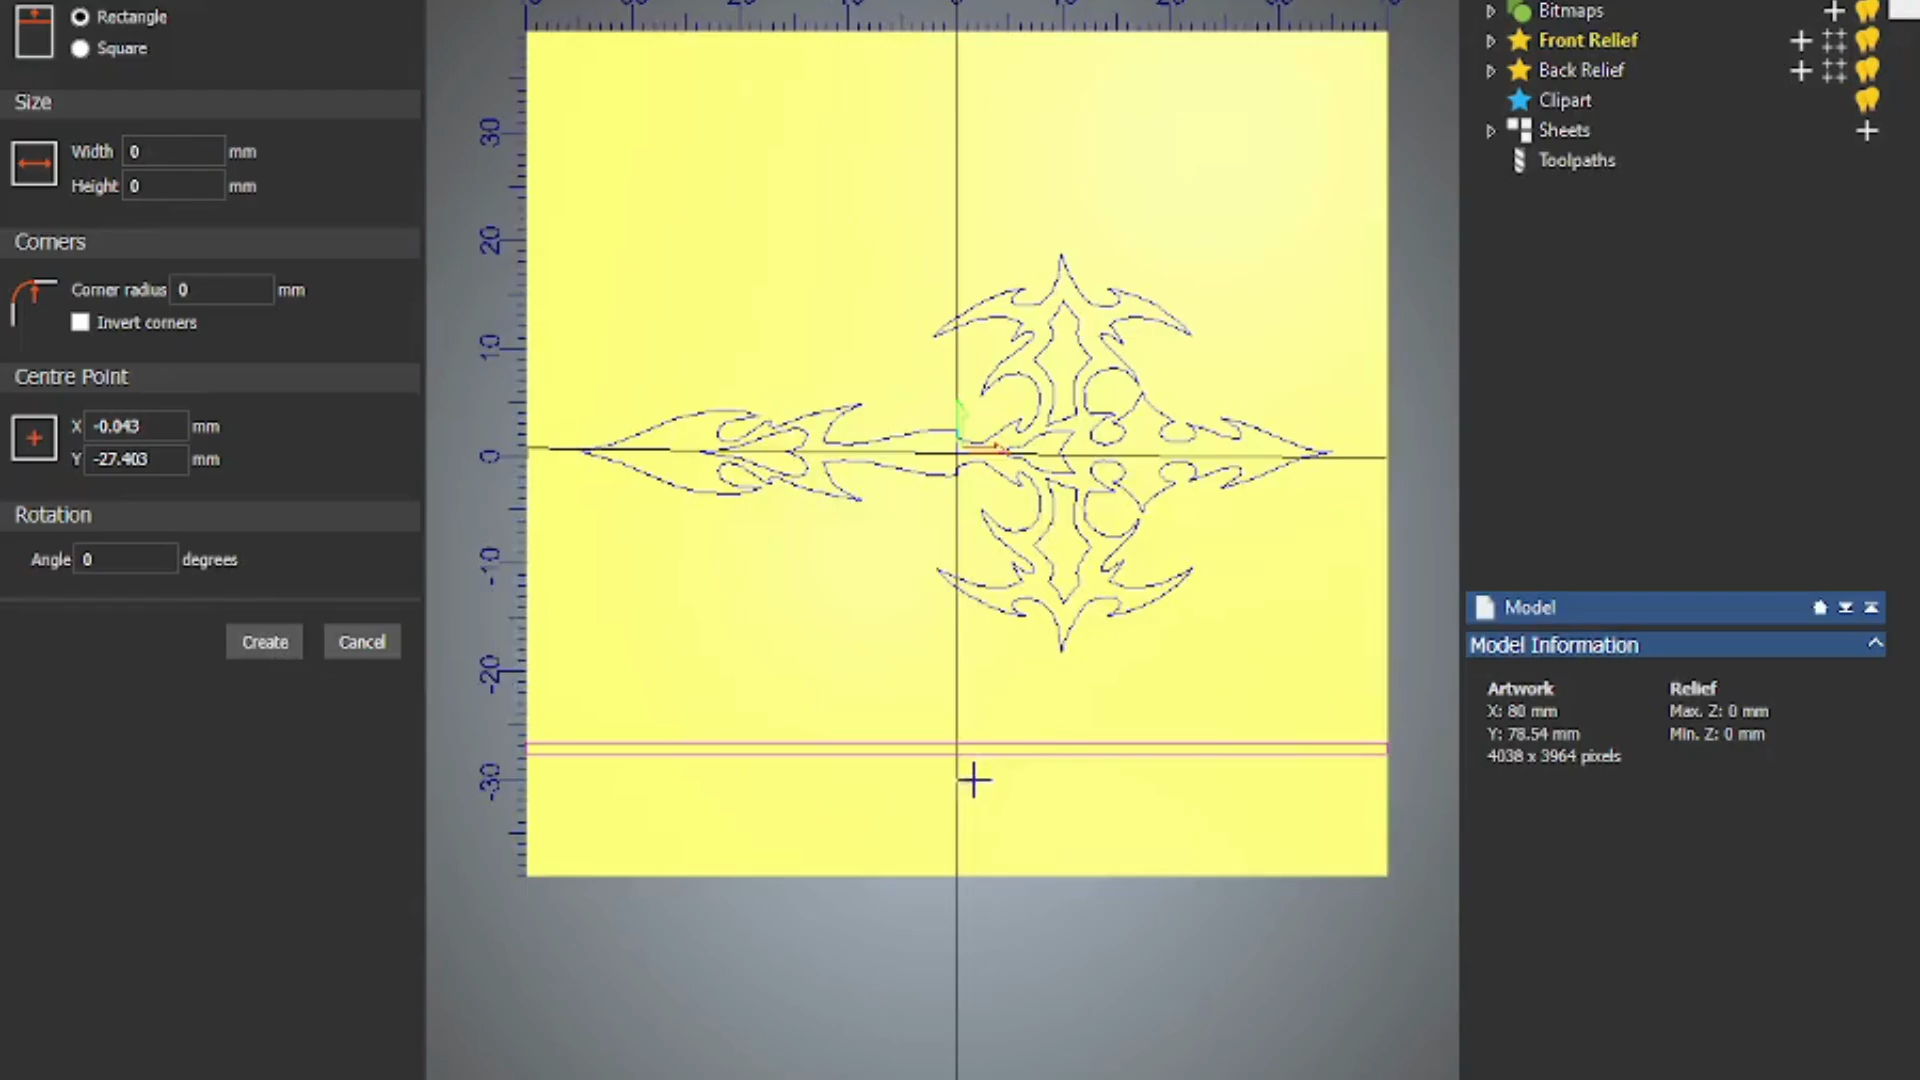 Rectangle
Square
Size
Width 0 mm
Height 0 mm
Corners
Corner radius 0 mm
Invert corners
Centre Point
X -0.043 mm
Y -27.403 mm
Rotation
Angle 0 degrees
Create Cancel
30
20
10
0
-10
-20
-30
Bitmaps
Front Relief
Back Relief
Clipart
Sheets
Toolpaths
Model
Model Information
Artwork Relief
X: 80 mm Max. Z: 0 mm
Y: 78.54 mm Min. Z: 0 mm
4038 x 3964 pixels